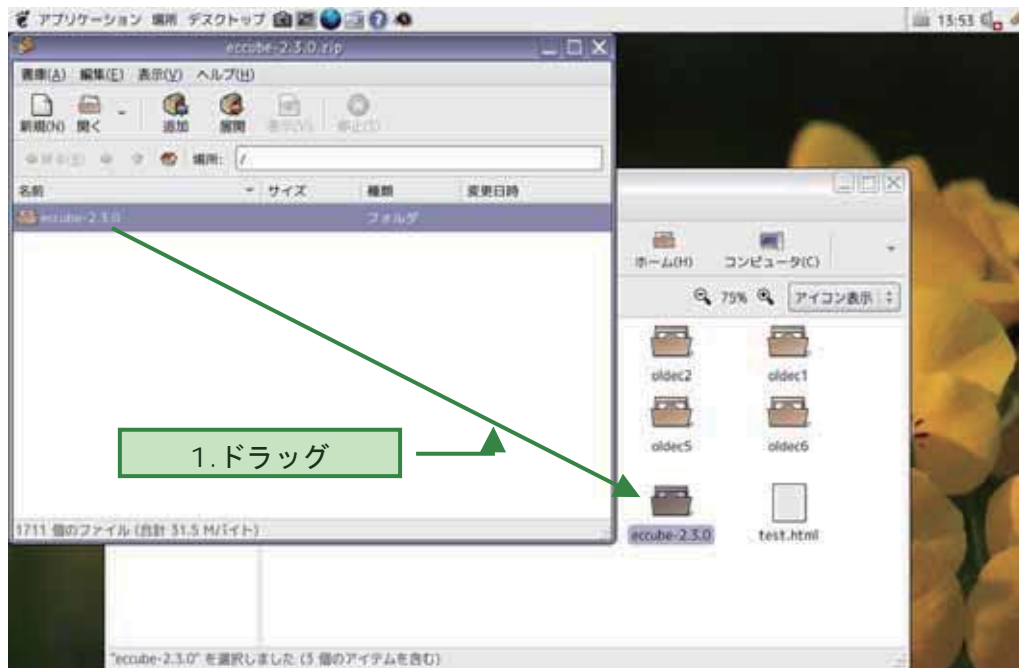 アプリケーション 場所 デスクトップ
13:53
eccube-2.3.0.zip
書庫(A) 編集(E) 表示(V) ヘルプ(H)
新規(N) 開く 追加 展開 表示(V) 停止(S)
場所: /
名前 サイズ 種類 変更日時
eccube-2.3.0 フォルダ
ホーム(H) コンピュータ(C)
75% アイコン表示
oldec2 oldec1
oldec5 oldec6
1.ドラッグ
eccube-2.3.0 test.html
1711 個のファイル (合計 31.5 Mバイト)
"eccube-2.3.0" を選択しました (3 個のアイテムを含む)